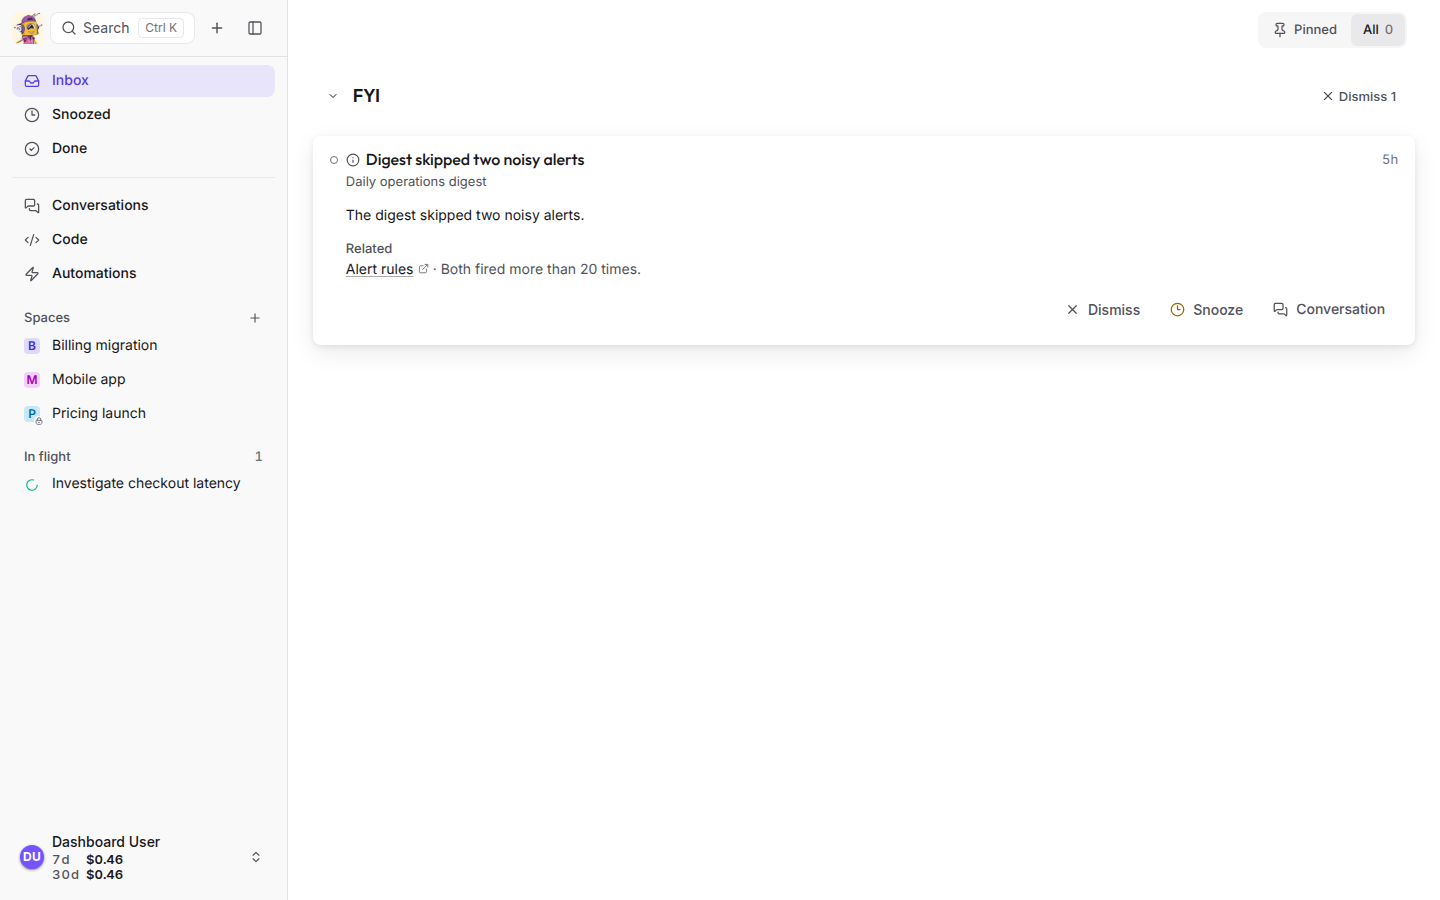 Search Ctrl K
Inbox
Snoozed
Done
Conversations
Code
Automations
Spaces
B Billing migration
M Mobile app
P Pricing launch
In flight 1
Investigate checkout latency
DU Dashboard User
7d $0.46
30d $0.46
Pinned All 0
FYI Dismiss 1
Digest skipped two noisy alerts 5h
Daily operations digest
The digest skipped two noisy alerts.
Related
Alert rules · Both fired more than 20 times.
Dismiss Snooze Conversation